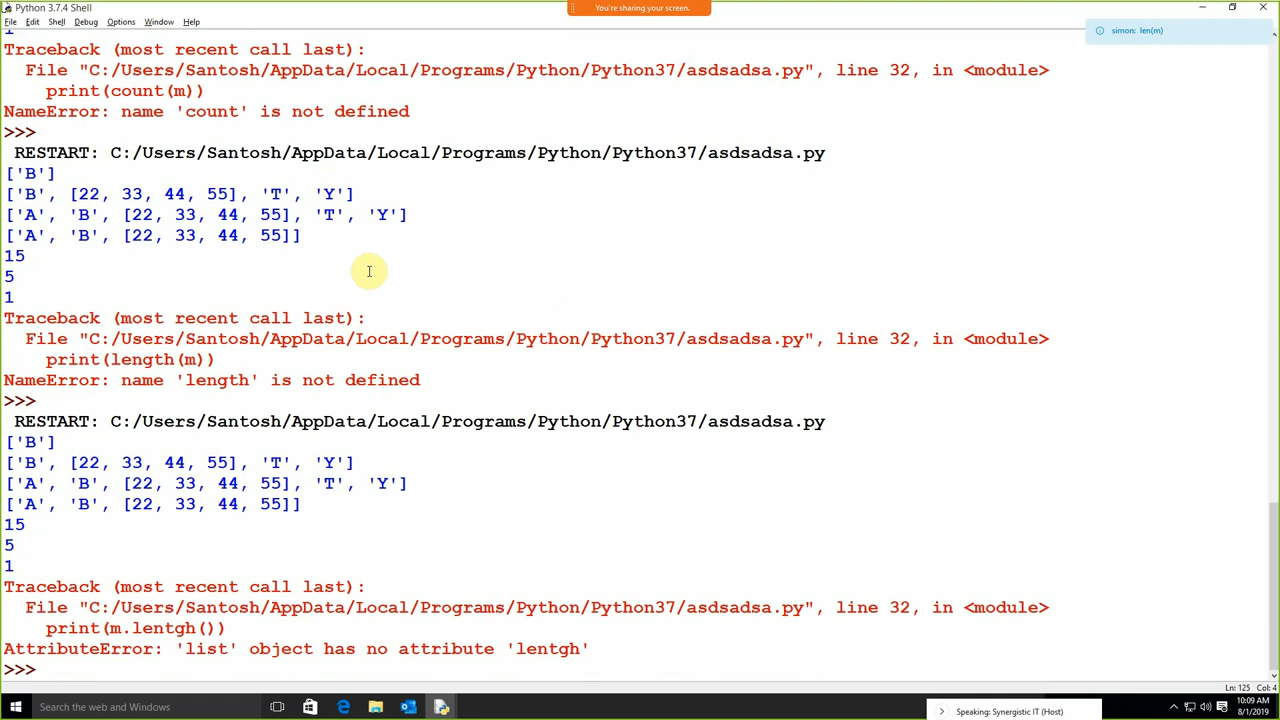 Python 3.7.4 Shell
You're sharing your screen.
File Edit Shell Debug Options Window Help
simon: len(m)
1
Traceback (most recent call last):
File "C:/Users/Santosh/AppData/Local/Programs/Python/Python37/asdsadsa.py", line 32, in <module>
print(count(m))
NameError: name 'count' is not defined
>>>
RESTART: C:/Users/Santosh/AppData/Local/Programs/Python/Python37/asdsadsa.py
['B']
['B', [22, 33, 44, 55], 'T', 'Y']
['A', 'B', [22, 33, 44, 55], 'T', 'Y']
['A', 'B', [22, 33, 44, 55]]
15
5
1
Traceback (most recent call last):
File "C:/Users/Santosh/AppData/Local/Programs/Python/Python37/asdsadsa.py", line 32, in <module>
print(length(m))
NameError: name 'length' is not defined
>>>
RESTART: C:/Users/Santosh/AppData/Local/Programs/Python/Python37/asdsadsa.py
['B']
['B', [22, 33, 44, 55], 'T', 'Y']
['A', 'B', [22, 33, 44, 55], 'T', 'Y']
['A', 'B', [22, 33, 44, 55]]
15
5
1
Traceback (most recent call last):
File "C:/Users/Santosh/AppData/Local/Programs/Python/Python37/asdsadsa.py", line 32, in <module>
print(m.lentgh())
AttributeError: 'list' object has no attribute 'lentgh'
>>>
Ln: 125 Col: 4
Search the web and Windows
Speaking: Synergistic IT (Host)
10:09 AM
8/1/2019